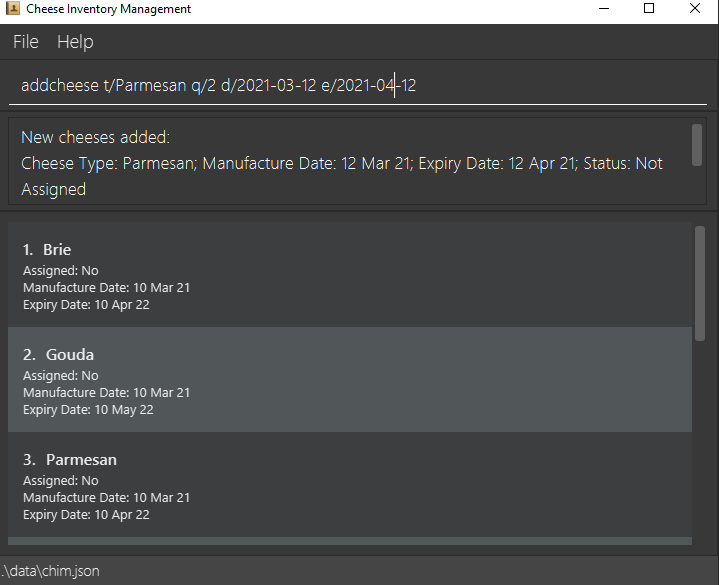 Cheese Inventory Management
File Help
addcheese t/Parmesan q/2 d/2021-03-12 e/2021-04-12
New cheeses added:
Cheese Type: Parmesan; Manufacture Date: 12 Mar 21; Expiry Date: 12 Apr 21; Status: Not
Assigned
1. Brie
Assigned: No
Manufacture Date: 10 Mar 21
Expiry Date: 10 Apr 22
2. Gouda
Assigned: No
Manufacture Date: 10 Mar 21
Expiry Date: 10 May 22
3. Parmesan
Assigned: No
Manufacture Date: 10 Mar 21
Expiry Date: 10 Apr 22
.\data\chim.json